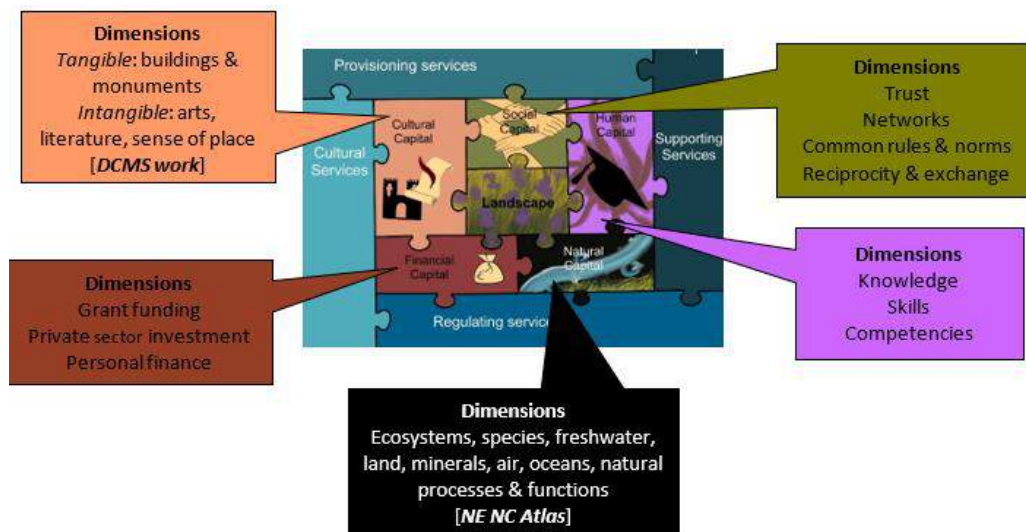 Dimensions
Tangible: buildings &
monuments
Intangible: arts,
literature, sense of place
[DCMS work]
Provisioning services
Cultural
Capital
Social
Capital
Human
Capital
Cultural
Services
Supporting
Services
Landscape
Financial
Capital
Natural
Capital
Regulating servic
Dimensions
Trust
Networks
Common rules & norms
Reciprocity & exchange
Dimensions
Grant funding
Private sector investment
Personal finance
Dimensions
Knowledge
Skills
Competencies
Dimensions
Ecosystems, species, freshwater,
land, minerals, air, oceans, natural
processes & functions
[NE NC Atlas]